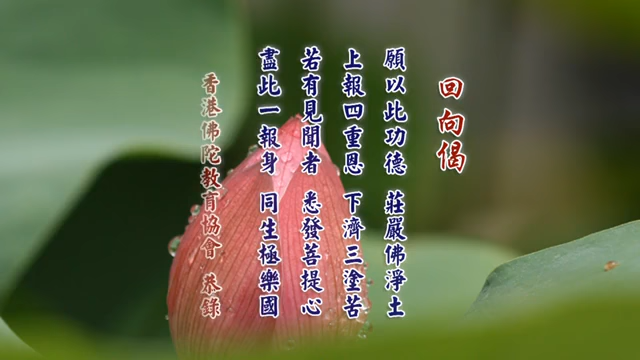 回向偈
願以此功德 莊嚴佛淨土
上報四重恩 下濟三塗苦
若有見聞者 悉發菩提心
盡此一報身 同生極樂國
香港佛陀教育協會 恭錄